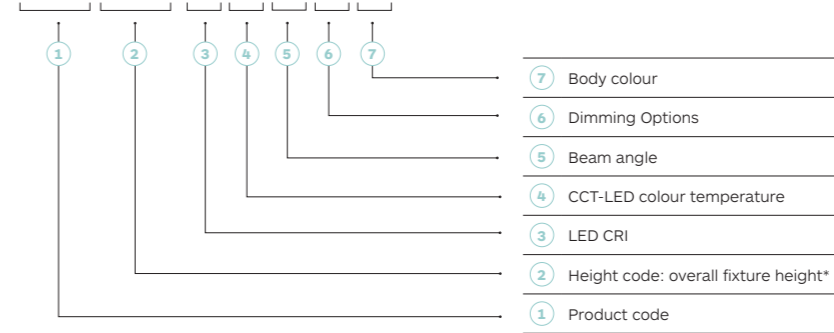 1 2 3 4 5 6 7
7 Body colour
6 Dimming Options
5 Beam angle
4 CCT-LED colour temperature
3 LED CRI
2 Height code: overall fixture height*
1 Product code